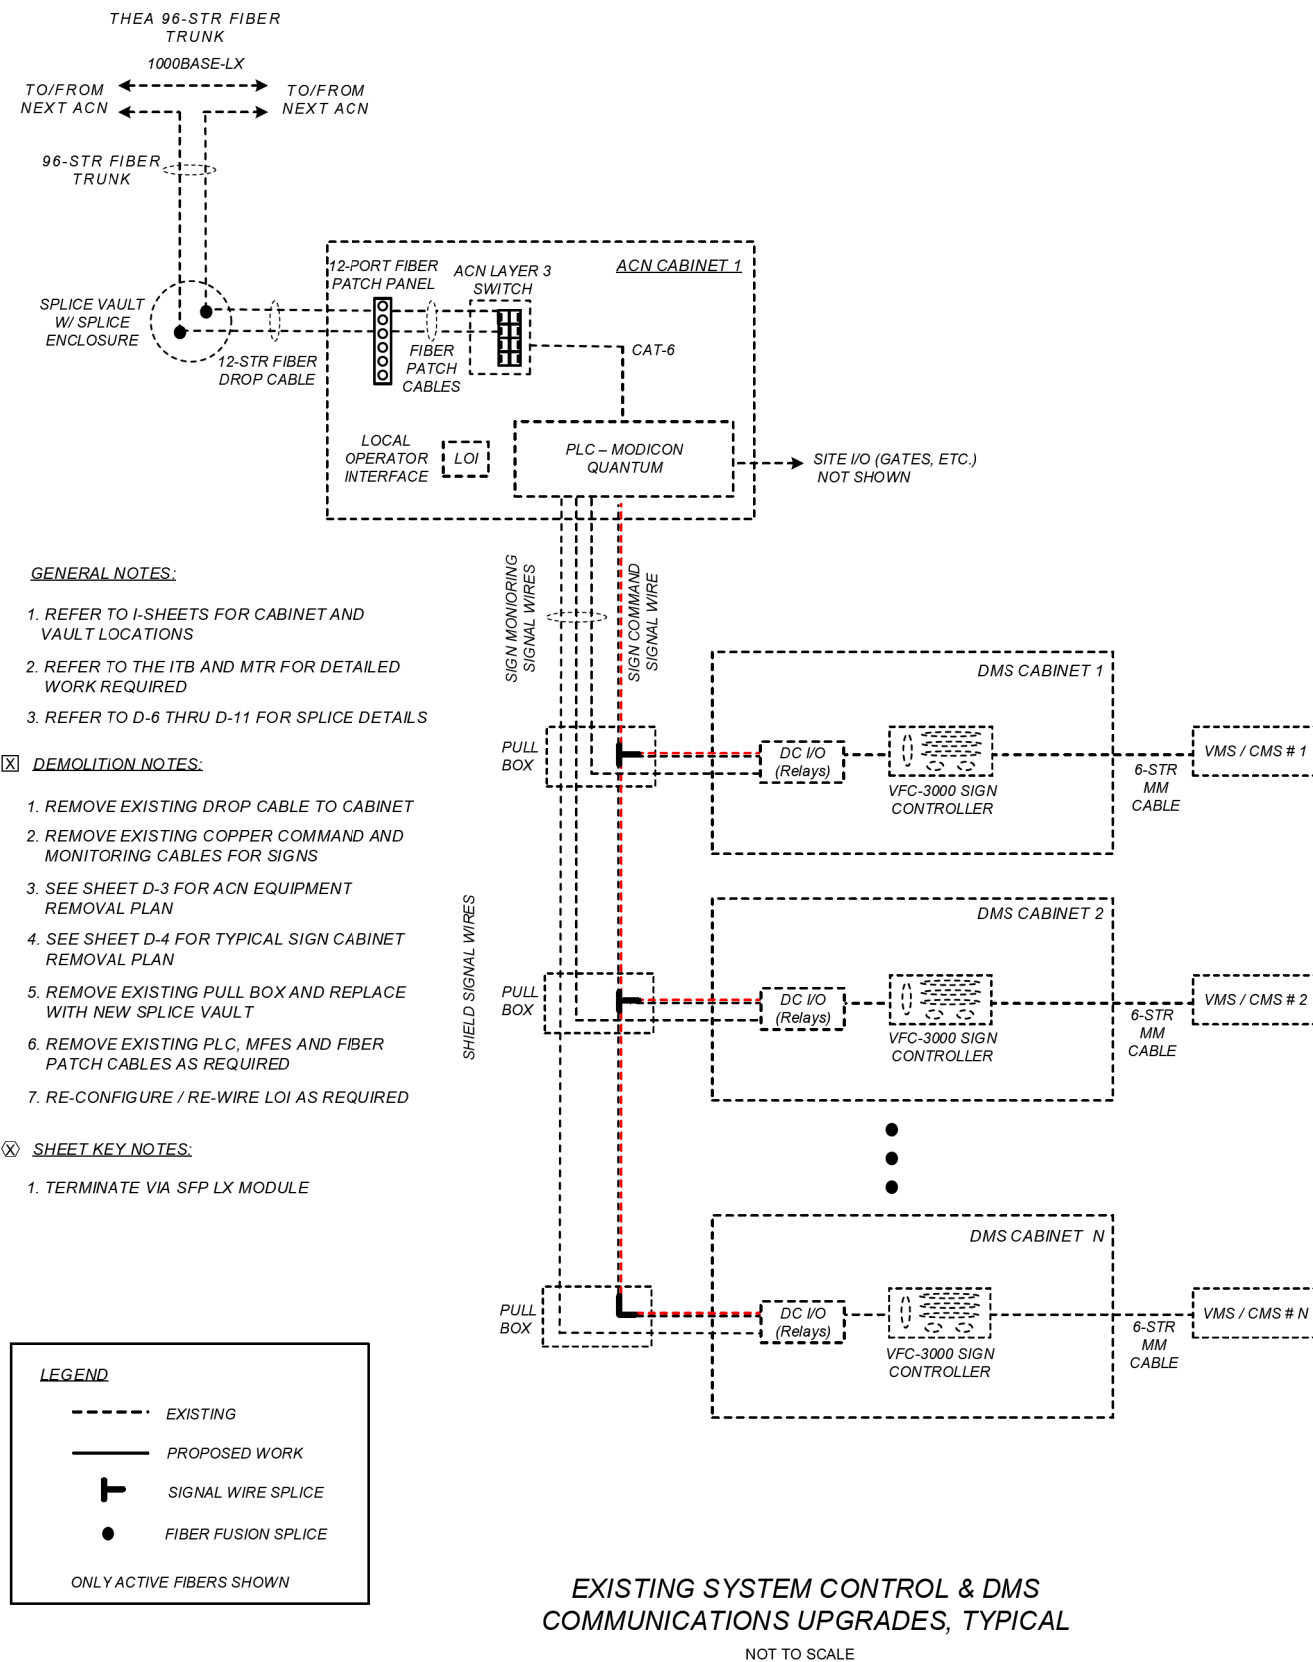 THEA 96-STR FIBER
TRUNK
1000BASE-LX
TO/FROM
NEXT ACN
TO/FROM
NEXT ACN
96-STR FIBER
TRUNK
SPLICE VAULT
W/ SPLICE
ENCLOSURE
12-STR FIBER
DROP CABLE
12-PORT FIBER
PATCH PANEL
ACN LAYER 3
SWITCH
ACN CABINET 1
FIBER
PATCH
CABLES
CAT-6
LOCAL
OPERATOR
INTERFACE
LOI
PLC – MODICON
QUANTUM
SITE I/O (GATES, ETC.)
NOT SHOWN
SIGN MONIORING
SIGNAL WIRES
SIGN COMMAND
SIGNAL WIRE
GENERAL NOTES:
1. REFER TO I-SHEETS FOR CABINET AND
VAULT LOCATIONS
2. REFER TO THE ITB AND MTR FOR DETAILED
WORK REQUIRED
3. REFER TO D-6 THRU D-11 FOR SPLICE DETAILS
X DEMOLITION NOTES:
1. REMOVE EXISTING DROP CABLE TO CABINET
2. REMOVE EXISTING COPPER COMMAND AND
MONITORING CABLES FOR SIGNS
3. SEE SHEET D-3 FOR ACN EQUIPMENT
REMOVAL PLAN
4. SEE SHEET D-4 FOR TYPICAL SIGN CABINET
REMOVAL PLAN
5. REMOVE EXISTING PULL BOX AND REPLACE
WITH NEW SPLICE VAULT
6. REMOVE EXISTING PLC, MFES AND FIBER
PATCH CABLES AS REQUIRED
7. RE-CONFIGURE / RE-WIRE LOI AS REQUIRED
X SHEET KEY NOTES:
1. TERMINATE VIA SFP LX MODULE
SHIELD SIGNAL WIRES
DMS CABINET 1
PULL
BOX
DC I/O
(Relays)
VFC-3000 SIGN
CONTROLLER
6-STR
MM
CABLE
VMS / CMS # 1
DMS CABINET 2
PULL
BOX
DC I/O
(Relays)
VFC-3000 SIGN
CONTROLLER
6-STR
MM
CABLE
VMS / CMS # 2
DMS CABINET N
PULL
BOX
DC I/O
(Relays)
VFC-3000 SIGN
CONTROLLER
6-STR
MM
CABLE
VMS / CMS # N
LEGEND
EXISTING
PROPOSED WORK
SIGNAL WIRE SPLICE
FIBER FUSION SPLICE
ONLY ACTIVE FIBERS SHOWN
EXISTING SYSTEM CONTROL & DMS
COMMUNICATIONS UPGRADES, TYPICAL
NOT TO SCALE